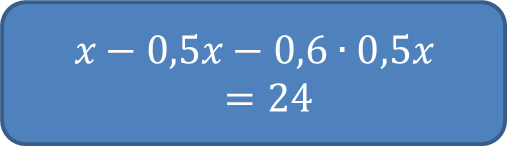 x − 0,5x − 0,6 · 0,5x
= 24